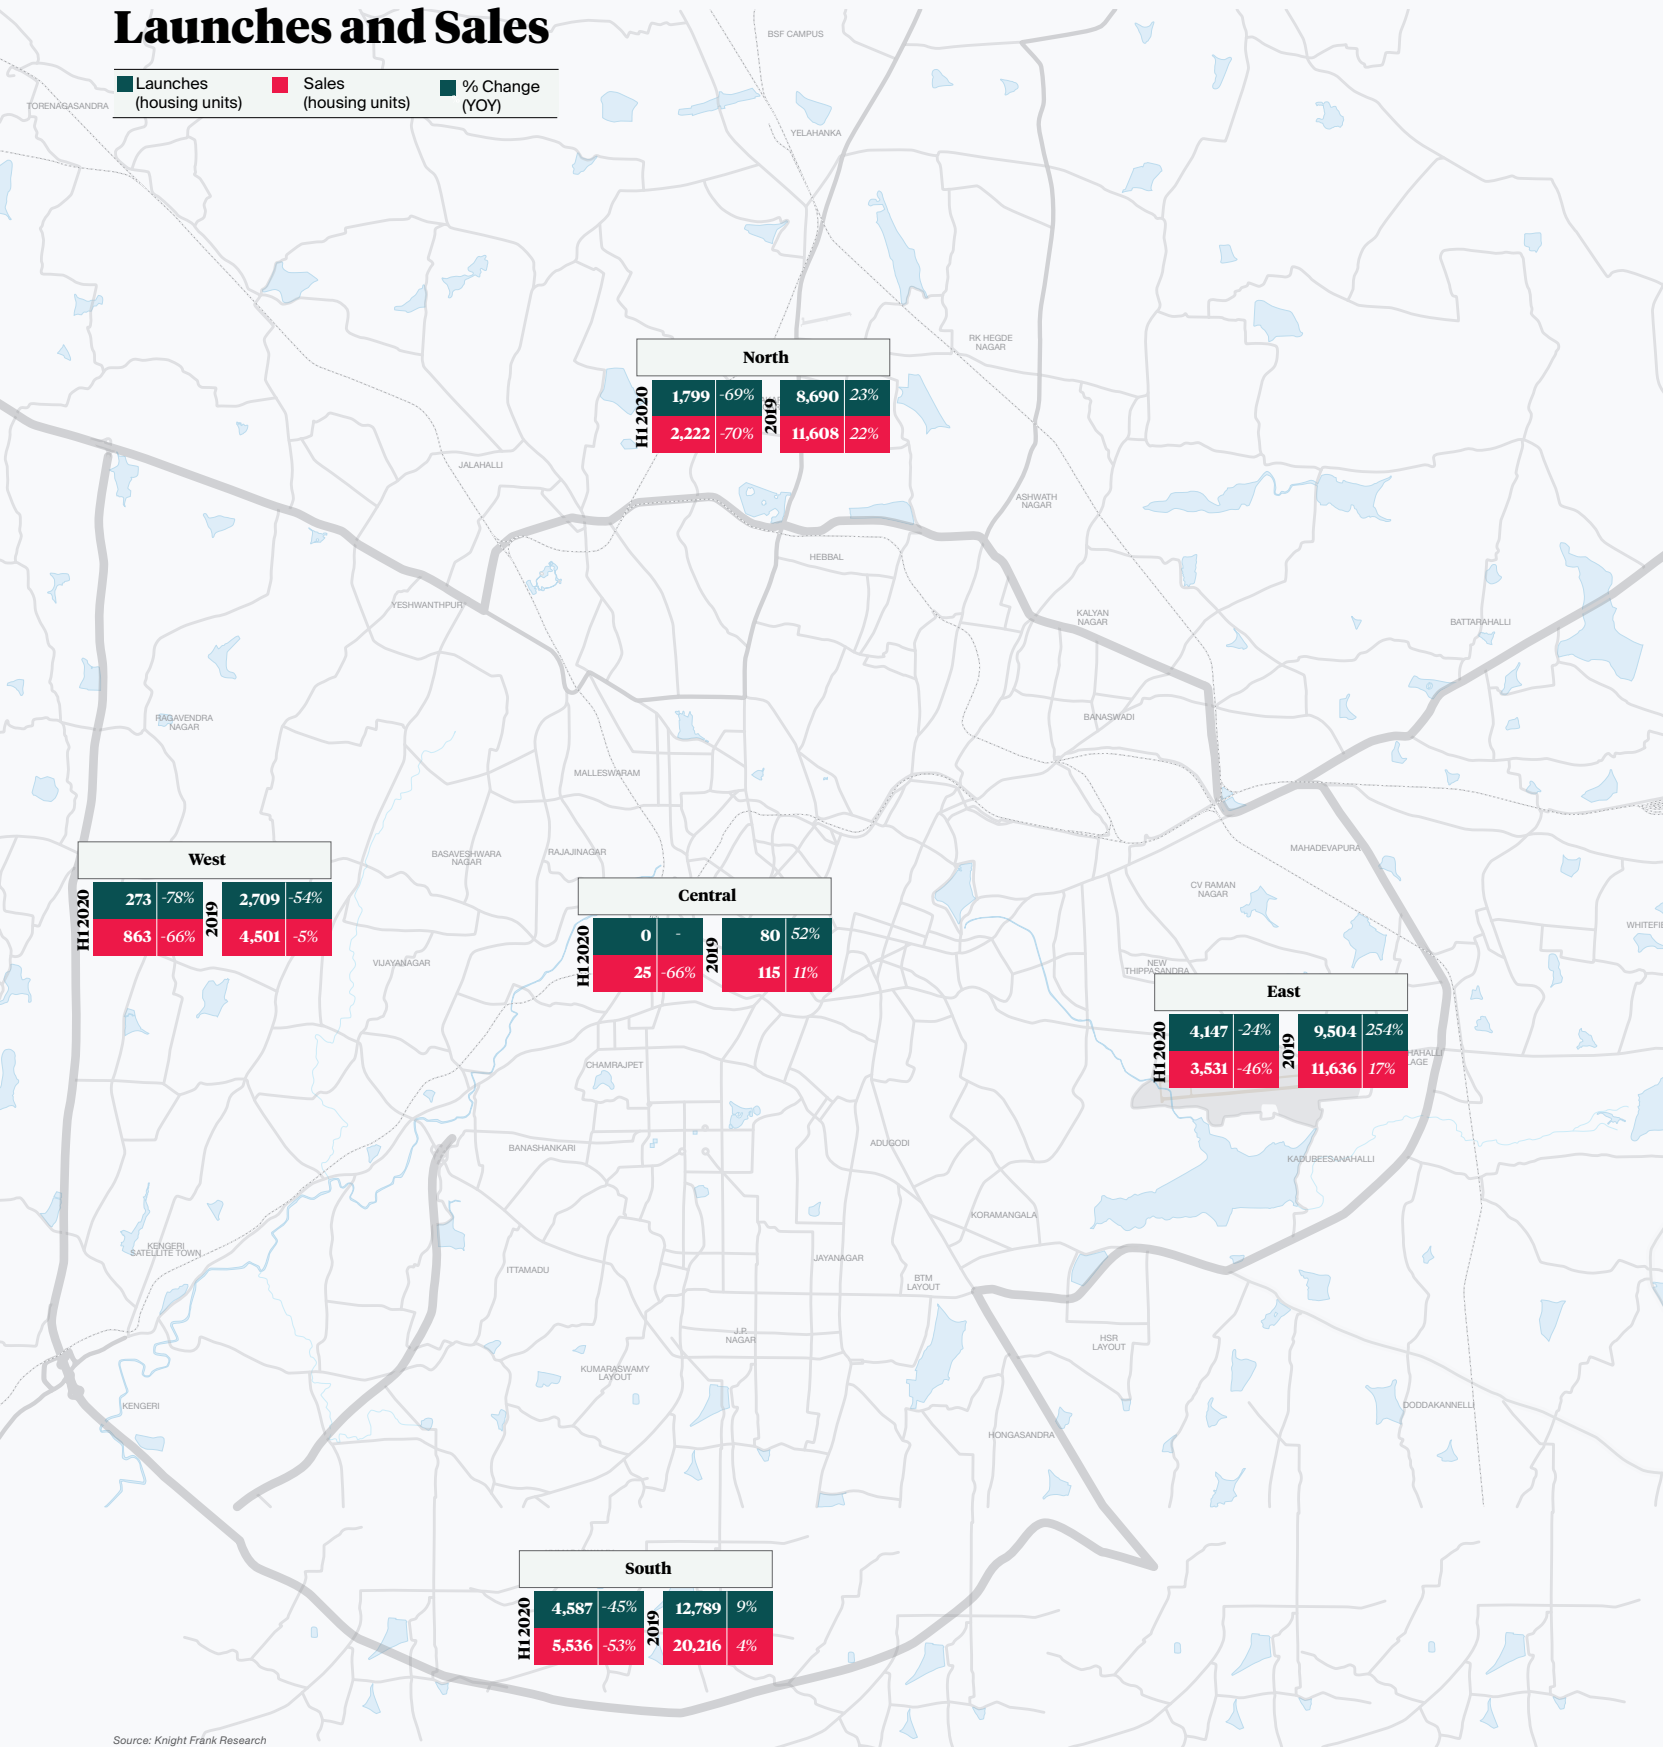 Launches and Sales
Launches
(housing units)
Sales
(housing units)
% Change
(YOY)
BSF CAMPUS
TORENAGASANDRA
YELAHANKA
RK HEGDE
NAGAR
North
H1 2020
1,799 -69%
2,222 -70%
2019
8,690 23%
11,608 22%
JALAHALLI
ASHWATH
NAGAR
HEBBAL
YESHWANTHPUR
KALYAN
NAGAR
BATTARAHALLI
RAGAVENDRA
NAGAR
BANASWADI
MALLESWARAM
BASAVESHWARA
NAGAR
RAJAJINAGAR
MAHADEVAPURA
CV RAMAN
NAGAR
West
H1 2020
273 -78%
863 -66%
2019
2,709 -54%
4,501 -5%
Central
H1 2020
0 -
25 -66%
2019
80 52%
115 11%
WHITEFIE
VIJAYANAGAR
NEW
THIPPASANDRA
East
H1 2020
4,147 -24%
3,531 -46%
2019
9,504 254%
11,636 17%
HAHALLI
LAGE
CHAMRAJPET
BANASHANKARI
ADUGODI
KADUBEESANAHALLI
KORAMANGALA
KENGERI
SATELLITE TOWN
ITTAMADU
JAYANAGAR
BTM
LAYOUT
J.P.
NAGAR
HSR
LAYOUT
KUMARASWAMY
LAYOUT
KENGERI
DODDAKANNELLI
HONGASANDRA
South
H1 2020
4,587 -45%
5,536 -53%
2019
12,789 9%
20,216 4%
Source: Knight Frank Research